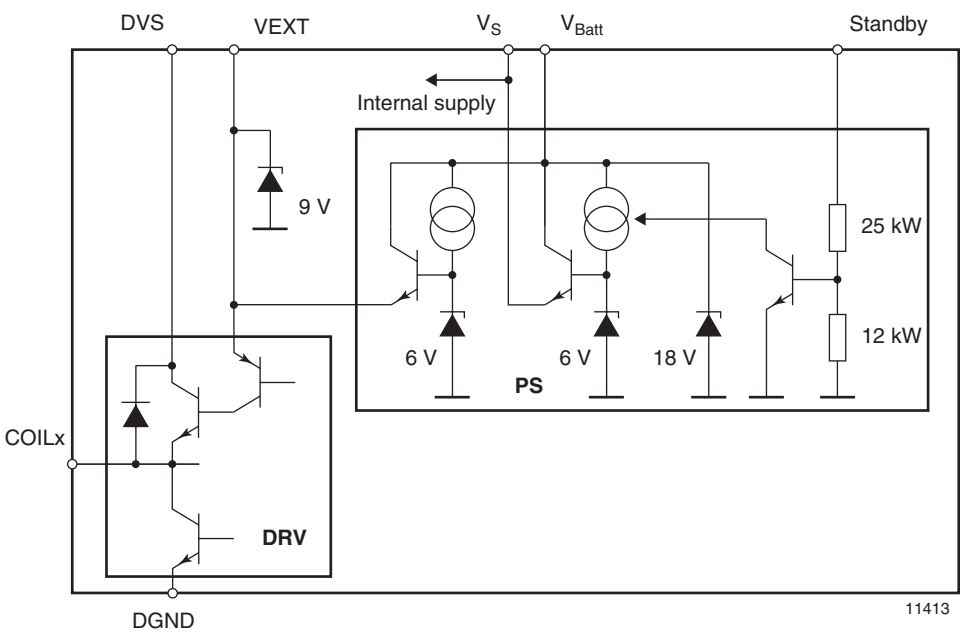 DVS
VEXT
VS
VBatt
Standby
Internal supply
9 V
25 kW
12 kW
6 V
6 V
18 V
PS
COILx
DRV
DGND
11413